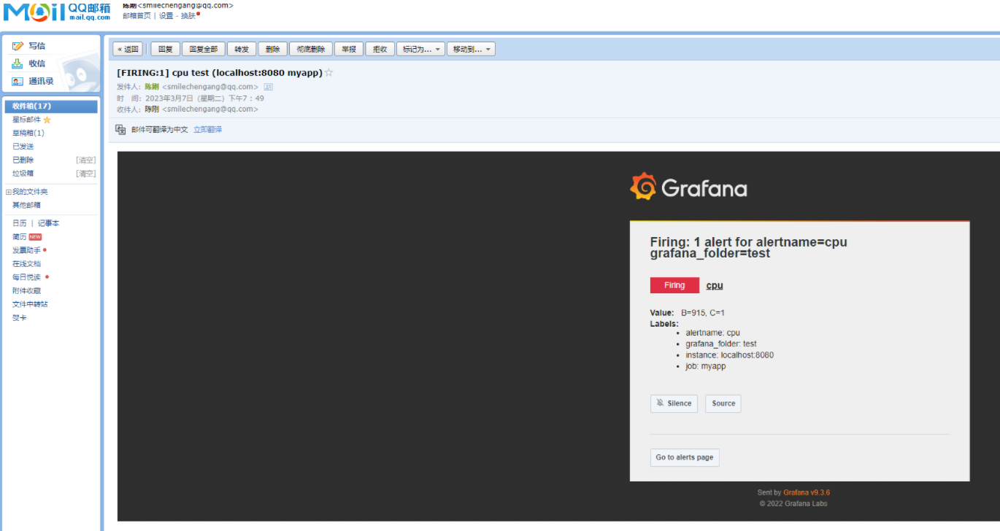 Mail QQ邮箱
mail.qq.com
陈刚<smilechengang@qq.com>
邮箱首页 | 设置 - 换肤
写信
收信
通讯录
收件箱(17)
星标邮件
草稿箱(1)
已发送
已删除 [清空]
垃圾箱 [清空]
我的文件夹
其他邮箱
日历 | 记事本
简历 NEW
发票助手
在线文档
每日悦读
附件收藏
文件中转站
贺卡
« 返回 回复 回复全部 转发 删除 彻底删除 举报 拒收 标记为... 移动到...
[FIRING:1] cpu test (localhost:8080 myapp)
发件人：陈刚 <smilechengang@qq.com>
时 间：2023年3月7日（星期二）下午7：49
收件人：陈刚 <smilechengang@qq.com>
邮件可翻译为中文 立即翻译
Grafana
Firing: 1 alert for alertname=cpu
grafana_folder=test
Firing cpu
Value: B=915, C=1
Labels:
• alertname: cpu
• grafana_folder: test
• instance: localhost:8080
• job: myapp
Silence Source
Go to alerts page
Sent by Grafana v9.3.6
© 2022 Grafana Labs